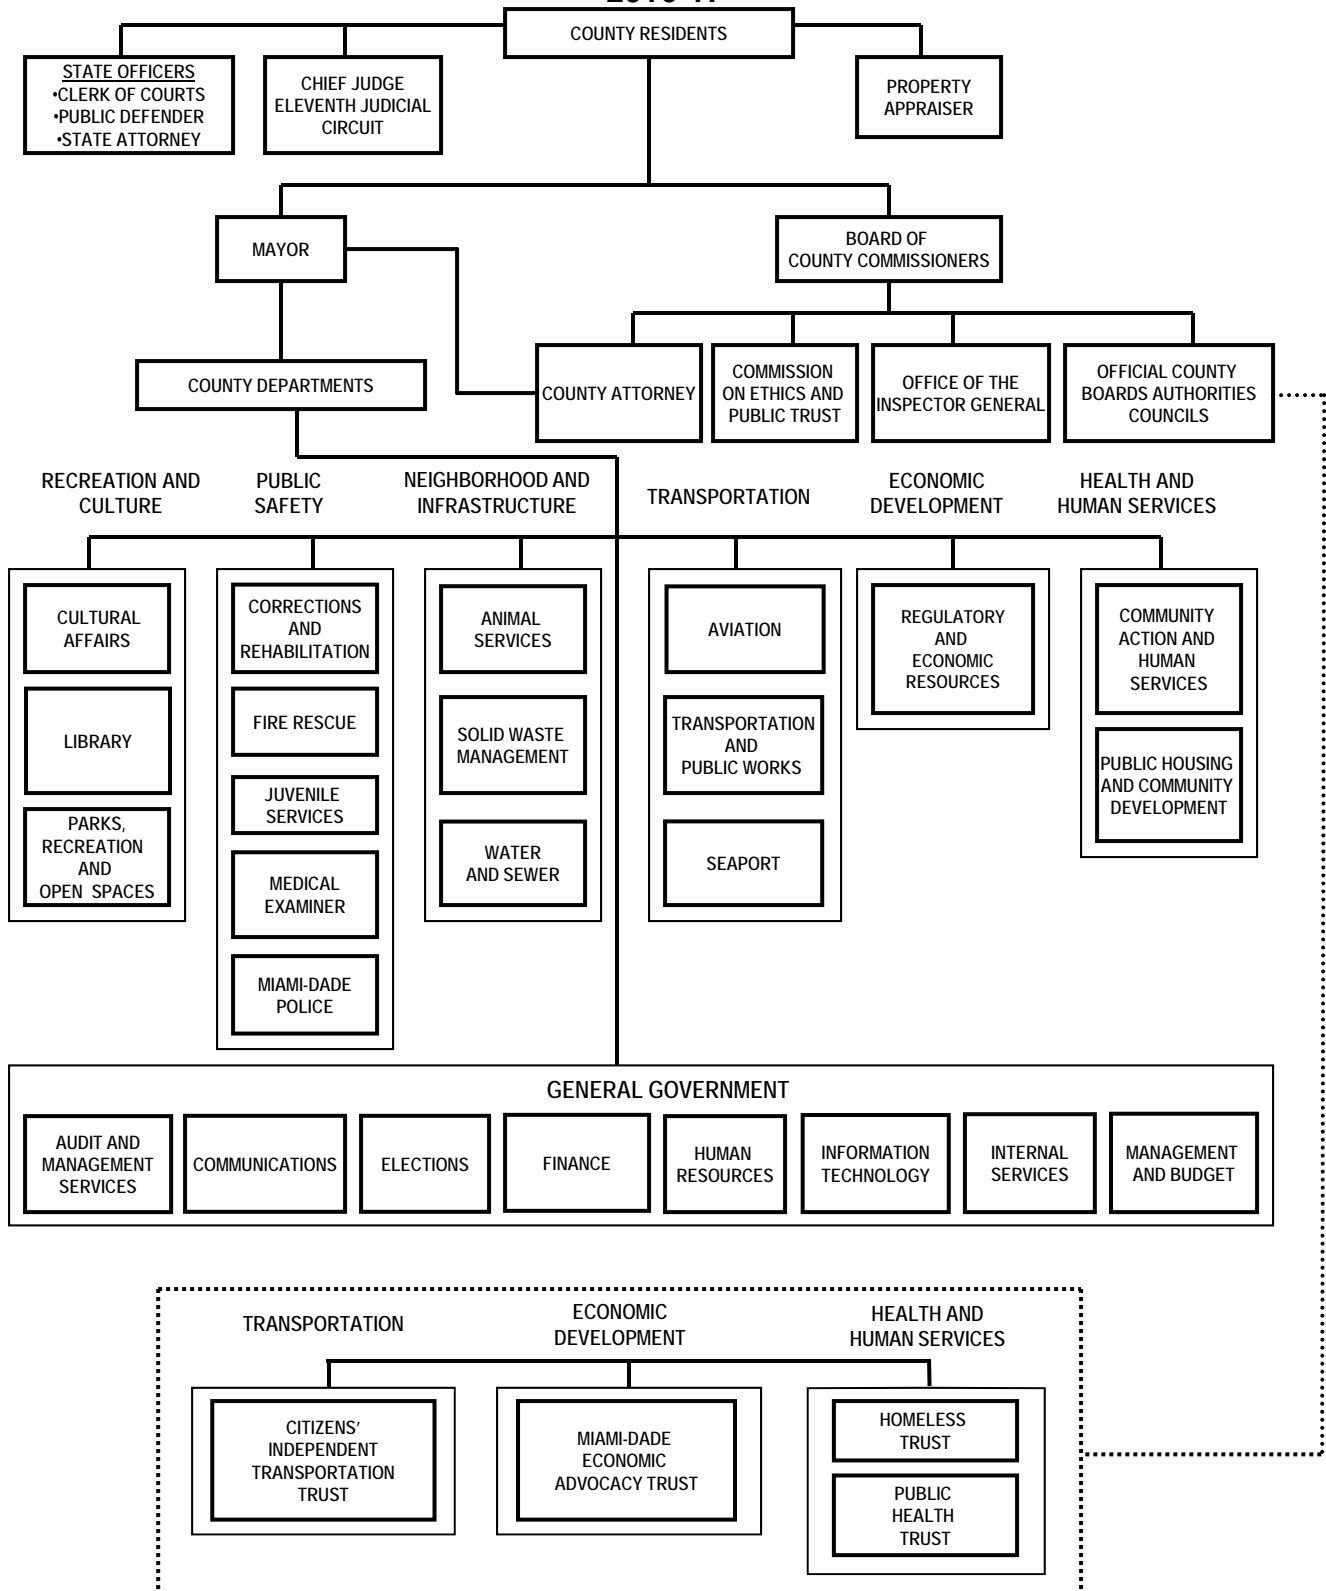 COUNTY RESIDENTS
STATE OFFICERS
•CLERK OF COURTS
•PUBLIC DEFENDER
•STATE ATTORNEY
CHIEF JUDGE
ELEVENTH JUDICIAL
CIRCUIT
PROPERTY
APPRAISER
MAYOR
BOARD OF
COUNTY COMMISSIONERS
COUNTY DEPARTMENTS
COUNTY ATTORNEY
COMMISSION
ON ETHICS AND
PUBLIC TRUST
OFFICE OF THE
INSPECTOR GENERAL
OFFICIAL COUNTY
BOARDS AUTHORITIES
COUNCILS
RECREATION AND
CULTURE
PUBLIC
SAFETY
NEIGHBORHOOD AND
INFRASTRUCTURE
TRANSPORTATION
ECONOMIC
DEVELOPMENT
HEALTH AND
HUMAN SERVICES
CULTURAL
AFFAIRS
LIBRARY
PARKS,
RECREATION
AND
OPEN SPACES
CORRECTIONS
AND
REHABILITATION
FIRE RESCUE
JUVENILE
SERVICES
MEDICAL
EXAMINER
MIAMI-DADE
POLICE
ANIMAL
SERVICES
SOLID WASTE
MANAGEMENT
WATER
AND SEWER
AVIATION
TRANSPORTATION
AND
PUBLIC WORKS
SEAPORT
REGULATORY
AND
ECONOMIC
RESOURCES
COMMUNITY
ACTION AND
HUMAN
SERVICES
PUBLIC HOUSING
AND COMMUNITY
DEVELOPMENT
GENERAL GOVERNMENT
AUDIT AND
MANAGEMENT
SERVICES
COMMUNICATIONS
ELECTIONS
FINANCE
HUMAN
RESOURCES
INFORMATION
TECHNOLOGY
INTERNAL
SERVICES
MANAGEMENT
AND BUDGET
TRANSPORTATION
ECONOMIC
DEVELOPMENT
HEALTH AND
HUMAN SERVICES
CITIZENS'
INDEPENDENT
TRANSPORTATION
TRUST
MIAMI-DADE
ECONOMIC
ADVOCACY TRUST
HOMELESS
TRUST
PUBLIC
HEALTH
TRUST